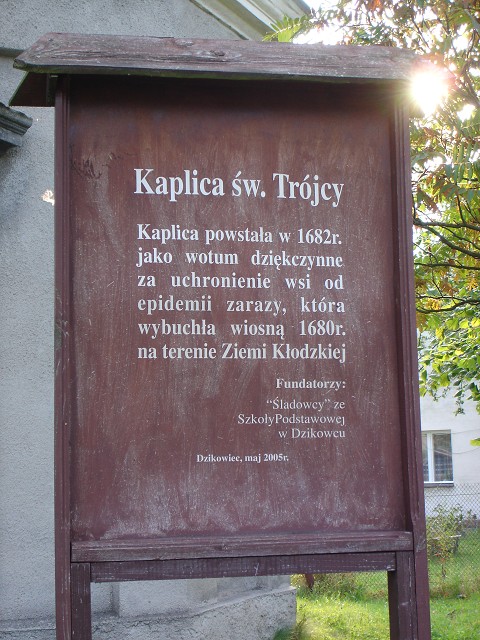 Kaplica św. Trójcy
Kaplica powstała w 1682r.
jako wotum dziękczynne
za uchronienie wsi od
epidemii zarazy, która
wybuchła wiosną 1680r.
na terenie Ziemi Kłodzkiej
Fundatorzy:
“Śladowcy” ze
SzkołyPodstawowej
w Dzikowcu
Dzikowiec, maj 2005r.